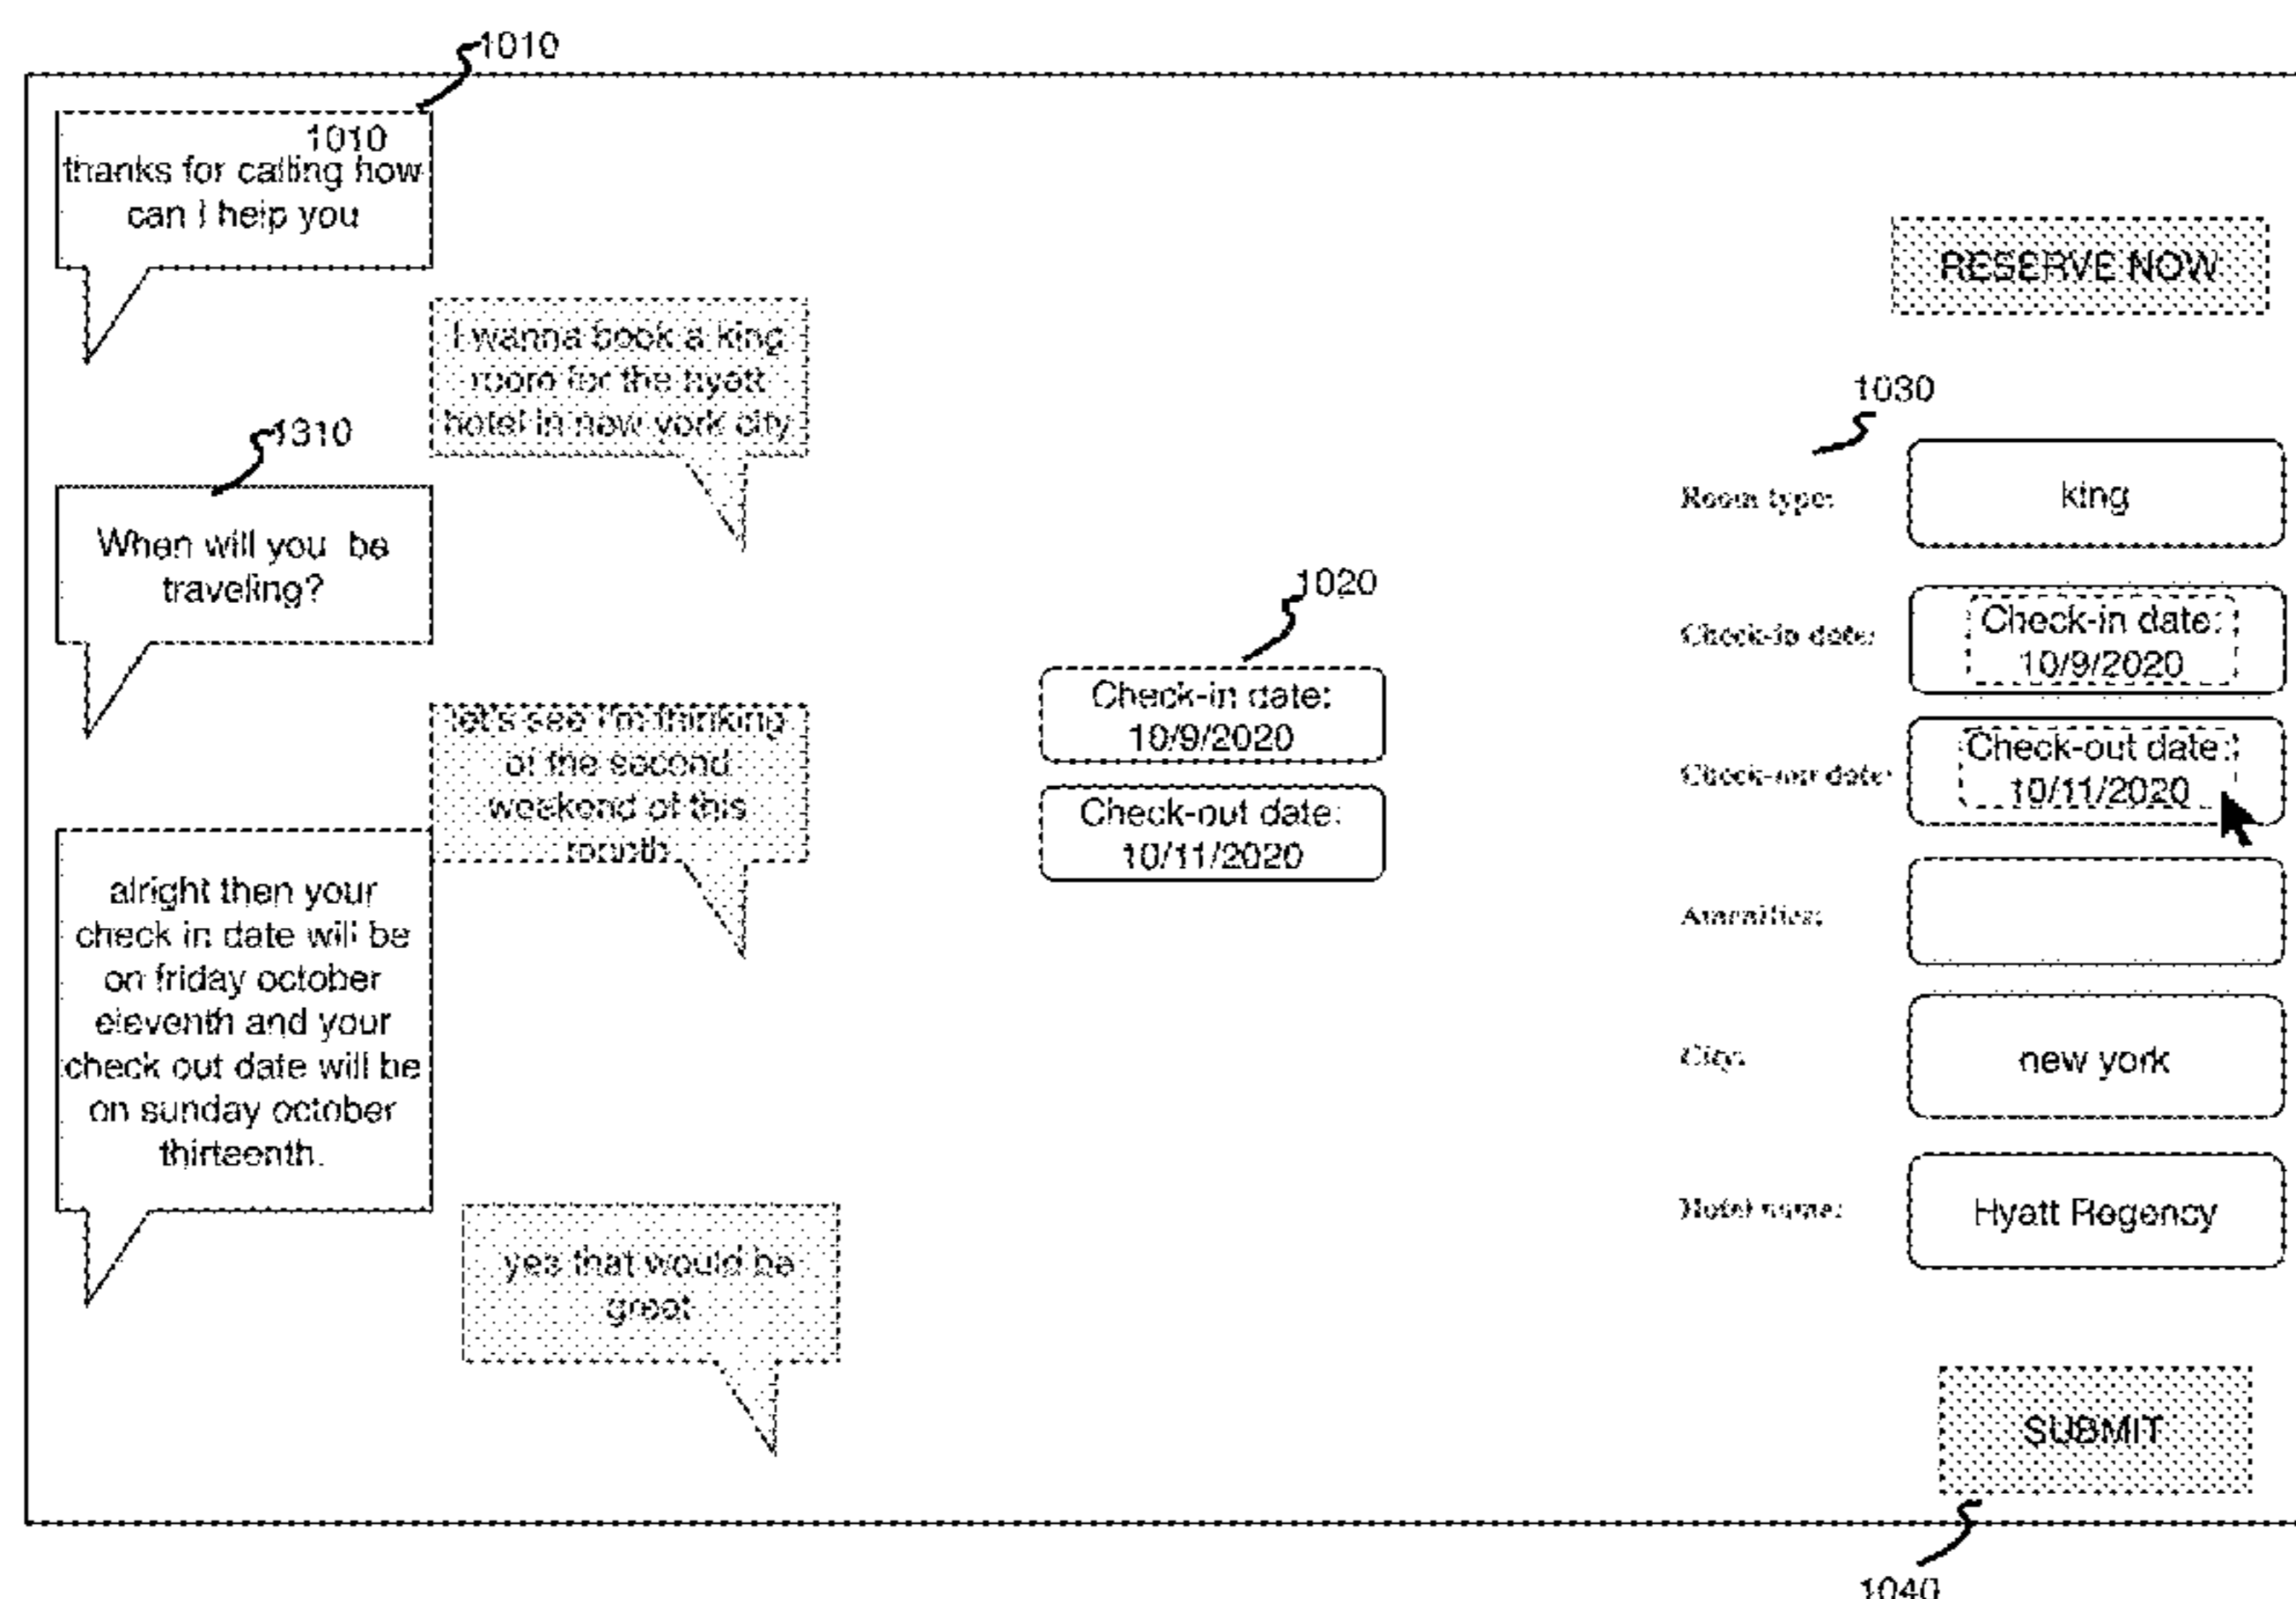 1010
1010
thanks for calling how
can I help you
RESERVE NOW
I wanna book a king
room for the hyatt
hotel in new york city
1030
1310
Room type:
king
When will you be
traveling?
1020
Check-in date:
Check-in date:
10/9/2020
Check-in date:
10/9/2020
let's see I'm thinking
of the second
weekend of this
month
Check-out date:
Check-out date:
10/11/2020
Check-out date:
10/11/2020
alright then your
check in date will be
on friday october
eleventh and your
check out date will be
on sunday october
thirteenth.
Amenities:
City:
new york
Hotel name:
Hyatt Regency
yes that would be
great
SUBMIT
1040